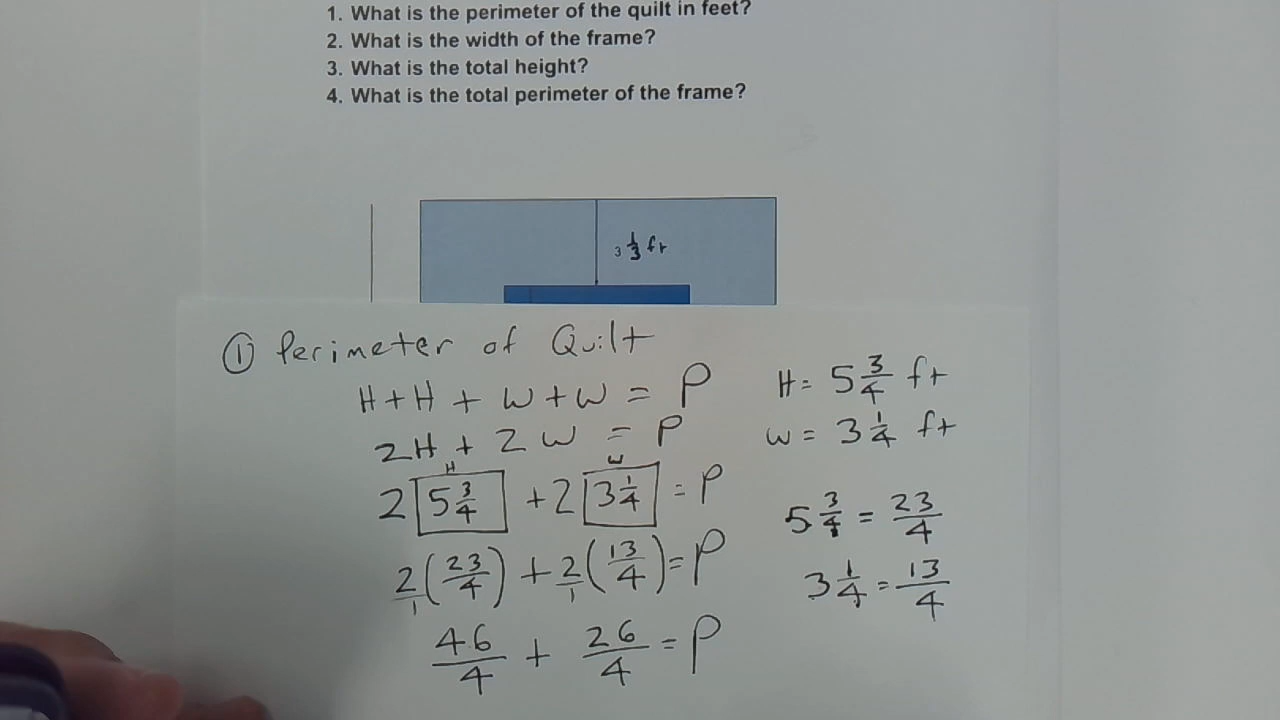 1. What is the perimeter of the quilt in feet?
2. What is the width of the frame?
3. What is the total height?
4. What is the total perimeter of the frame?
3 1/3 ft
① Perimeter of Quilt
H + H + W + W = P
H = 5 3/4 ft
2H + 2W = P
W = 3 1/4 ft
H W
2 [5 3/4] + 2 [3 1/4] = P
5 3/4 = 23/4
2/1 (23/4) + 2/1 (13/4) = P
3 1/4 = 13/4
46/4 + 26/4 = P